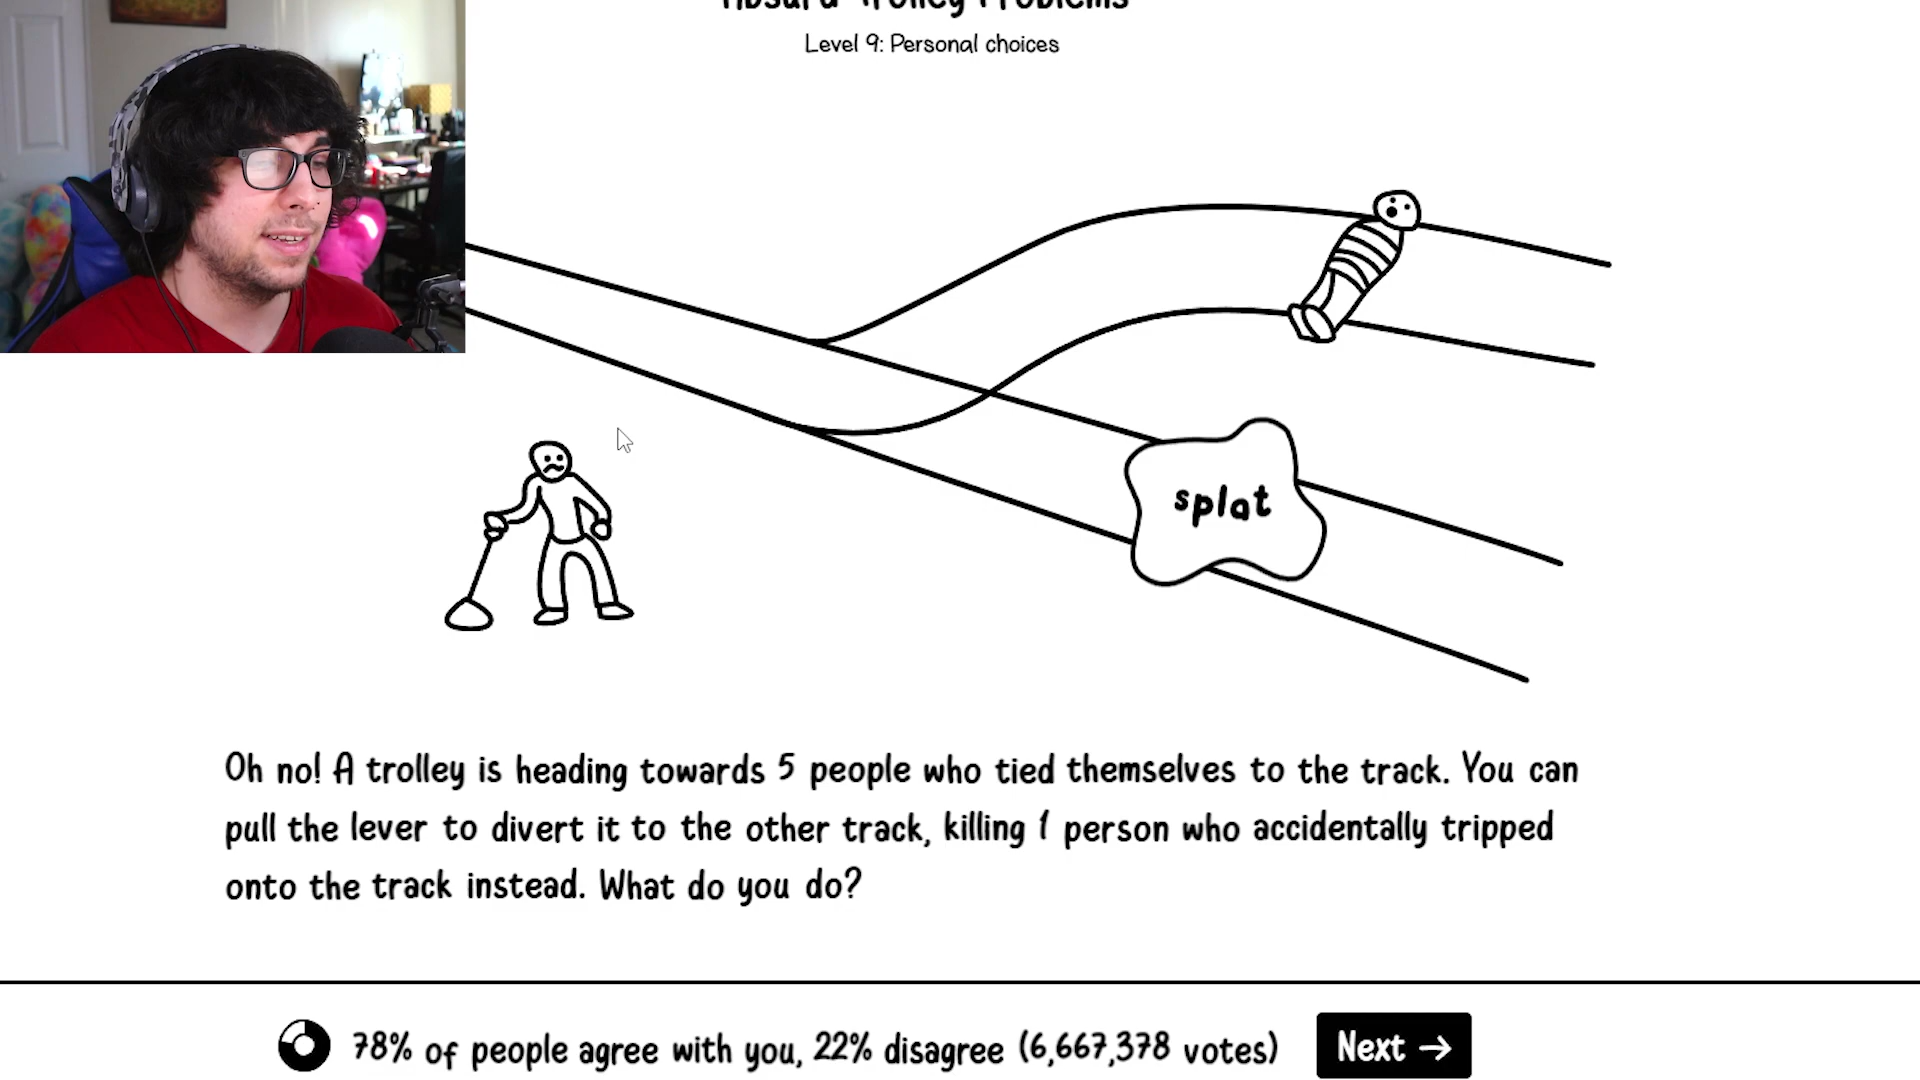 Absurd Trolley Problems
Level 9: Personal choices
splat
Oh no! A trolley is heading towards 5 people who tied themselves to the track. You can
pull the lever to divert it to the other track, killing 1 person who accidentally tripped
onto the track instead. What do you do?
78% of people agree with you, 22% disagree (6,667,378 votes)
Next →